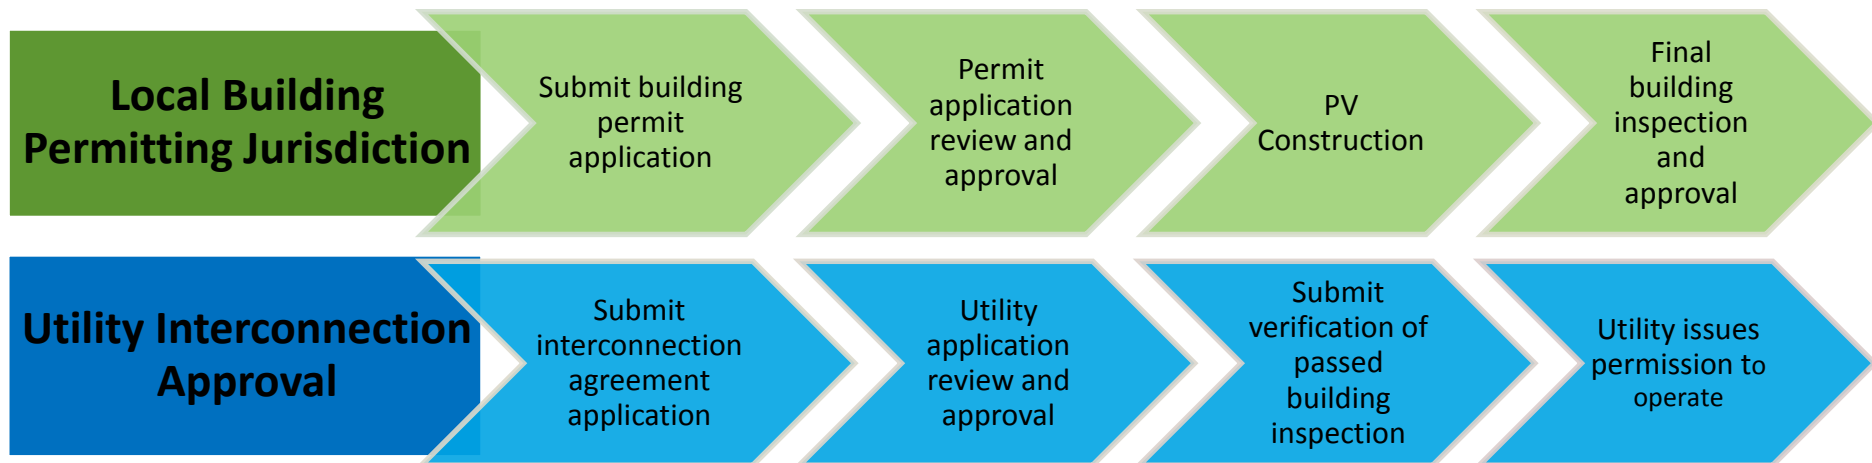 Local Building
Permitting Jurisdiction
Submit building
permit
application
Permit
application
review and
approval
PV
Construction
Final
building
inspection
and
approval
Utility Interconnection
Approval
Submit
interconnection
agreement
application
Utility
application
review and
approval
Submit
verification of
passed
building
inspection
Utility issues
permission to
operate